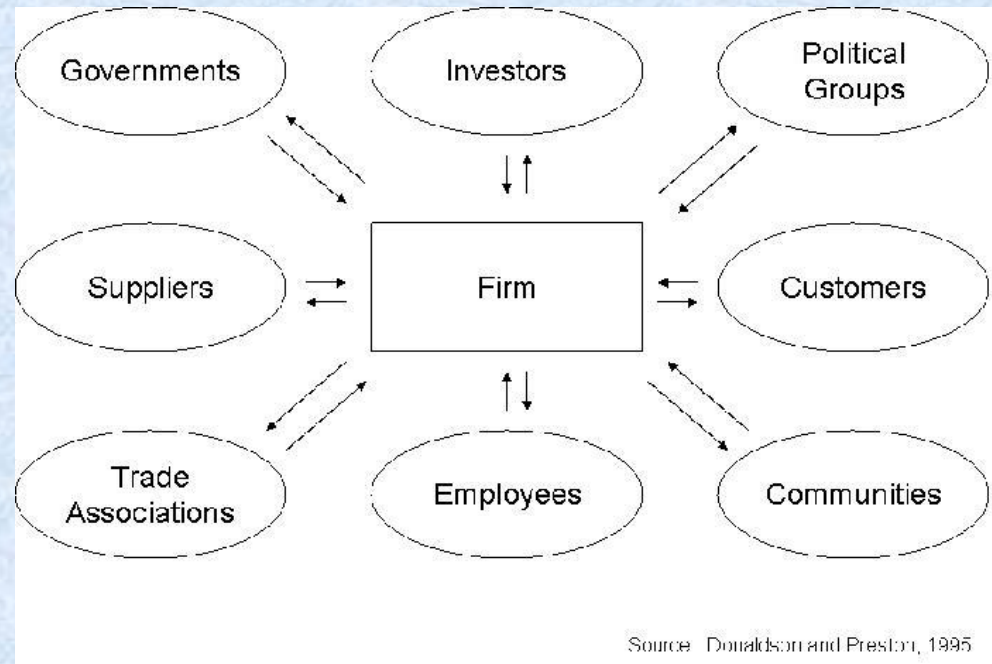 Governments
Investors
Political
Groups
Suppliers
Firm
Customers
Trade
Associations
Employees
Communities
Source Donaldson and Preston, 1995